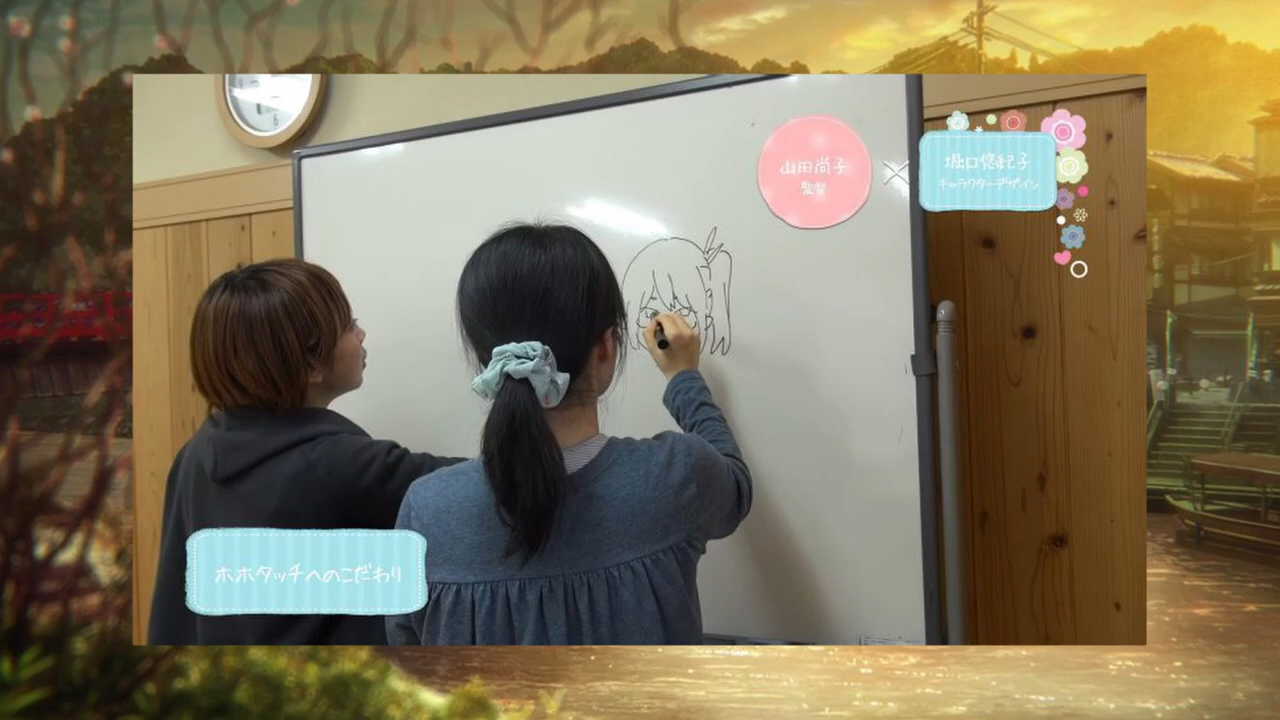 山田尚子
監督
×
堀口悠紀子
キャラクターデザイン
ホホタッチへのこだわり